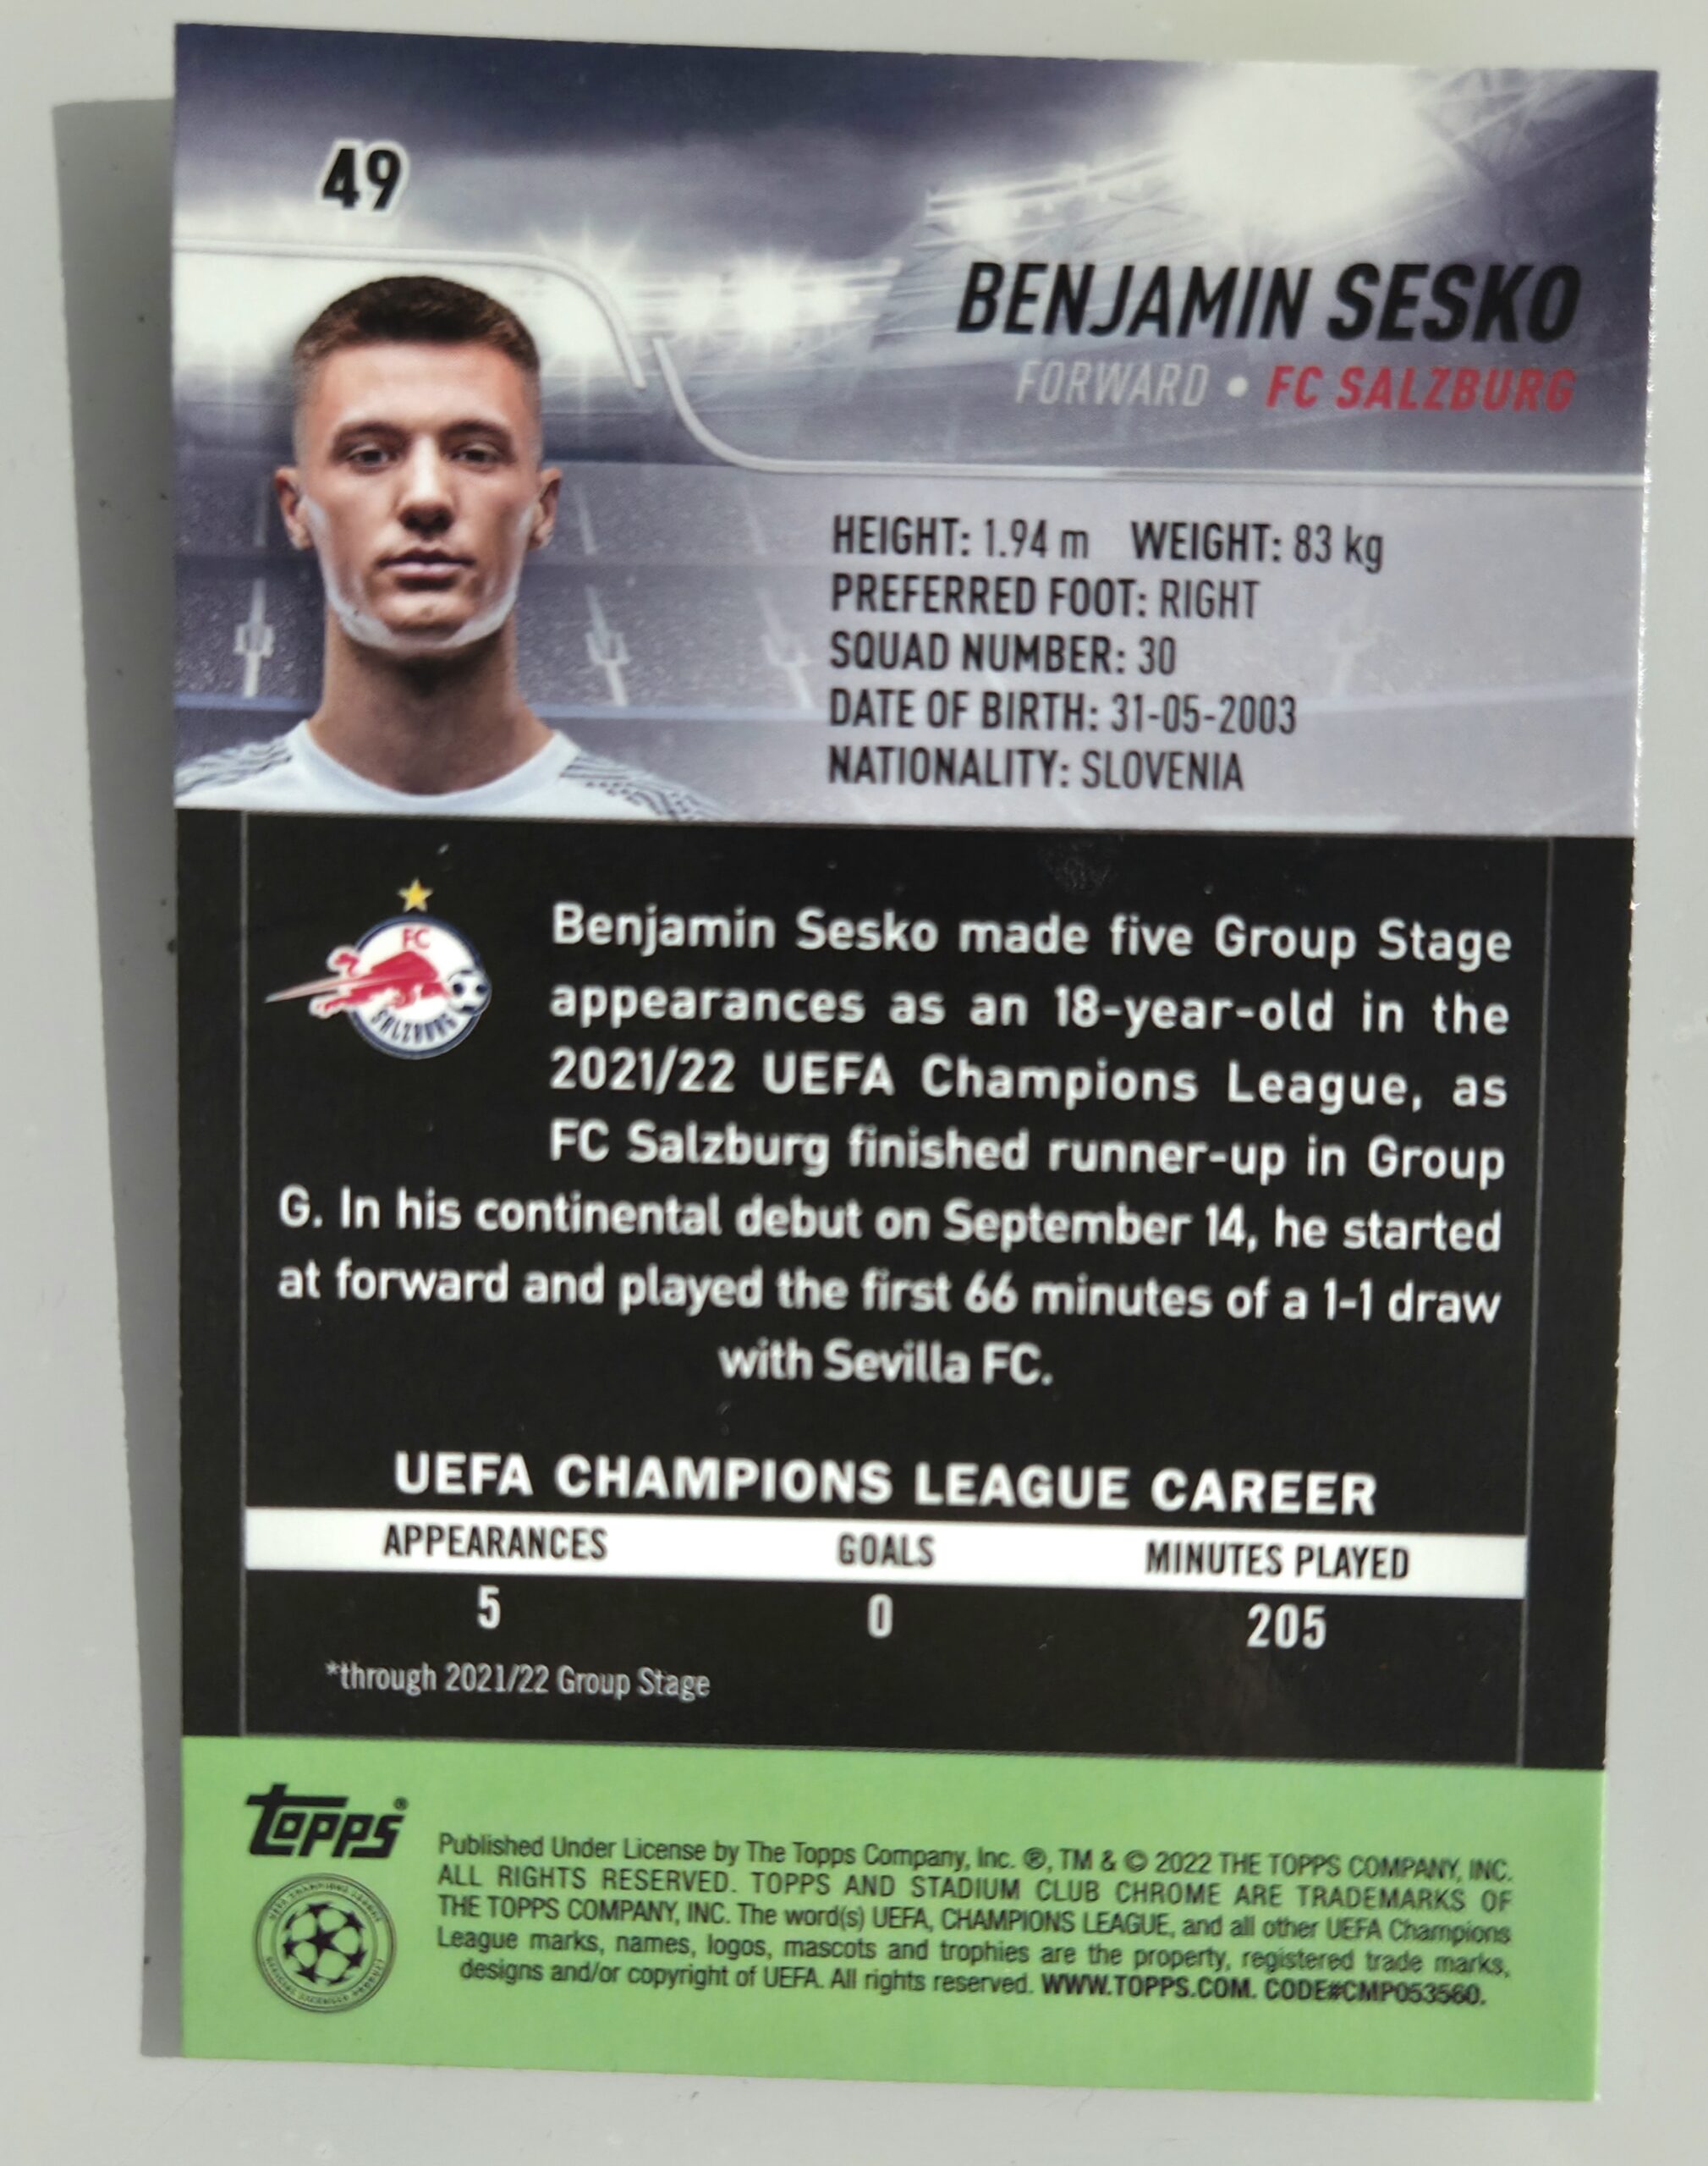 49
BENJAMIN SESKO
FORWARD • FC SALZBURG
HEIGHT: 1.94 m WEIGHT: 83 kg
PREFERRED FOOT: RIGHT
SQUAD NUMBER: 30
DATE OF BIRTH: 31-05-2003
NATIONALITY: SLOVENIA
FC
SALZBURG
Benjamin Sesko made five Group Stage
appearances as an 18-year-old in the
2021/22 UEFA Champions League, as
FC Salzburg finished runner-up in Group
G. In his continental debut on September 14, he started
at forward and played the first 66 minutes of a 1-1 draw
with Sevilla FC.
UEFA CHAMPIONS LEAGUE CAREER
APPEARANCES GOALS MINUTES PLAYED
5 0 205
*through 2021/22 Group Stage
Topps®
UEFA CHAMPIONS LEAGUE
OFFICIAL LICENSED PRODUCT
Published Under License by The Topps Company, Inc. ®, TM & © 2022 THE TOPPS COMPANY, INC.
ALL RIGHTS RESERVED. TOPPS AND STADIUM CLUB CHROME ARE TRADEMARKS OF
THE TOPPS COMPANY, INC. The word(s) UEFA, CHAMPIONS LEAGUE, and all other UEFA Champions
League marks, names, logos, mascots and trophies are the property, registered trade marks,
designs and/or copyright of UEFA. All rights reserved. WWW.TOPPS.COM. CODE#CMP053560.